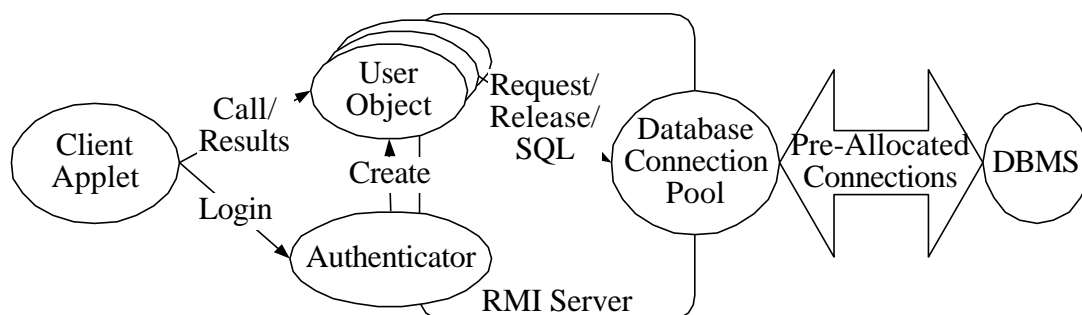 Client
Applet
Call/
Results
Login
User
Object
Create
Authenticator
Request/
Release/
SQL
RMI Server
Database
Connection
Pool
Pre-Allocated
Connections
DBMS